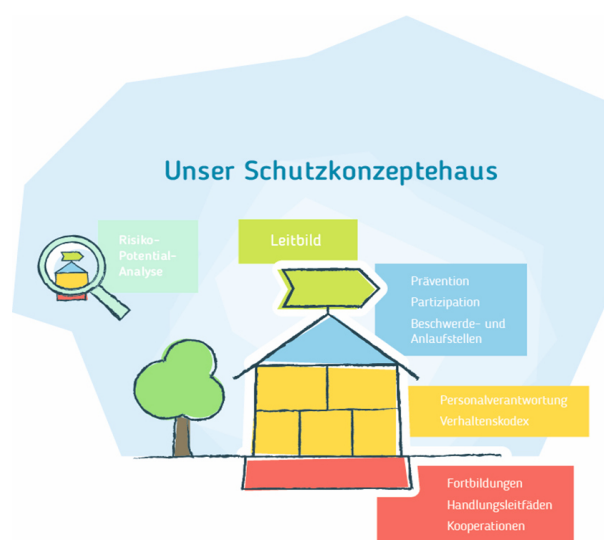 Unser Schutzkonzeptehaus
Risiko-
Potential-
Analyse
Leitbild
Prävention
Partizipation
Beschwerde- und
Anlaufstellen
Personalverantwortung
Verhaltenskodex
Fortbildungen
Handlungsleitfäden
Kooperationen